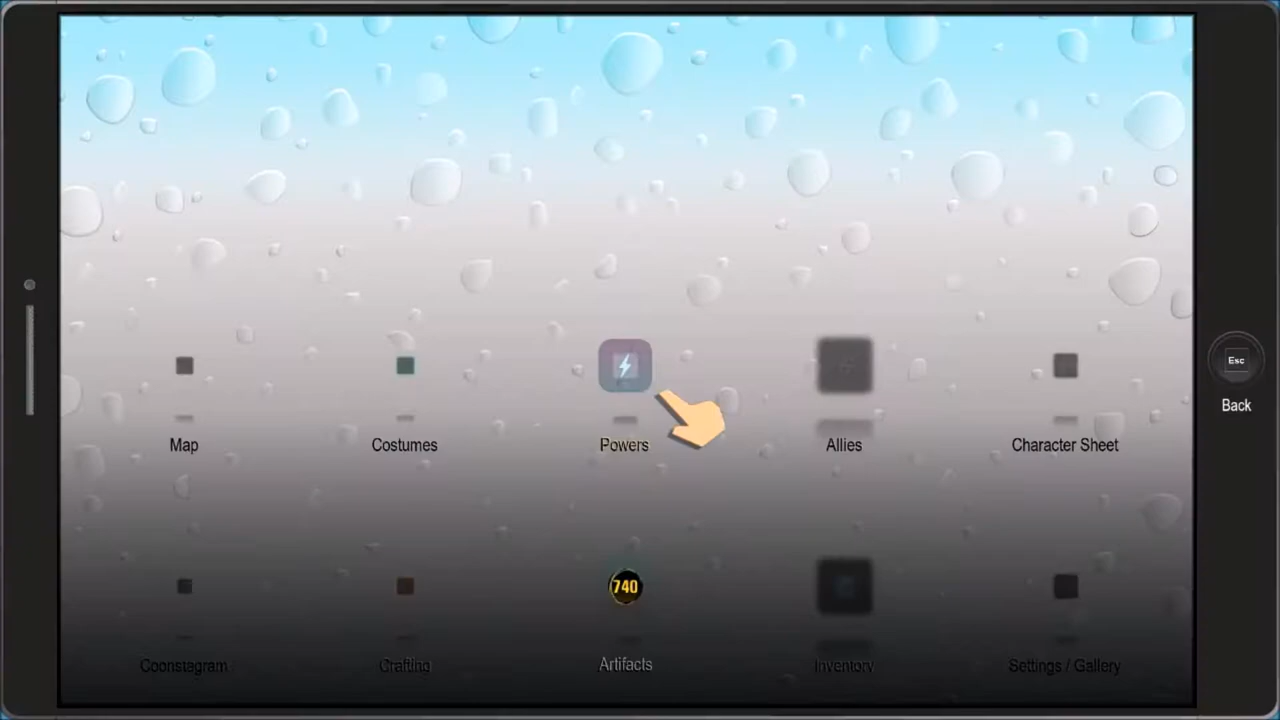 Esc
Back
Map
Costumes
Powers
Allies
Character Sheet
740
Coonstagram
Crafting
Artifacts
Inventory
Settings / Gallery